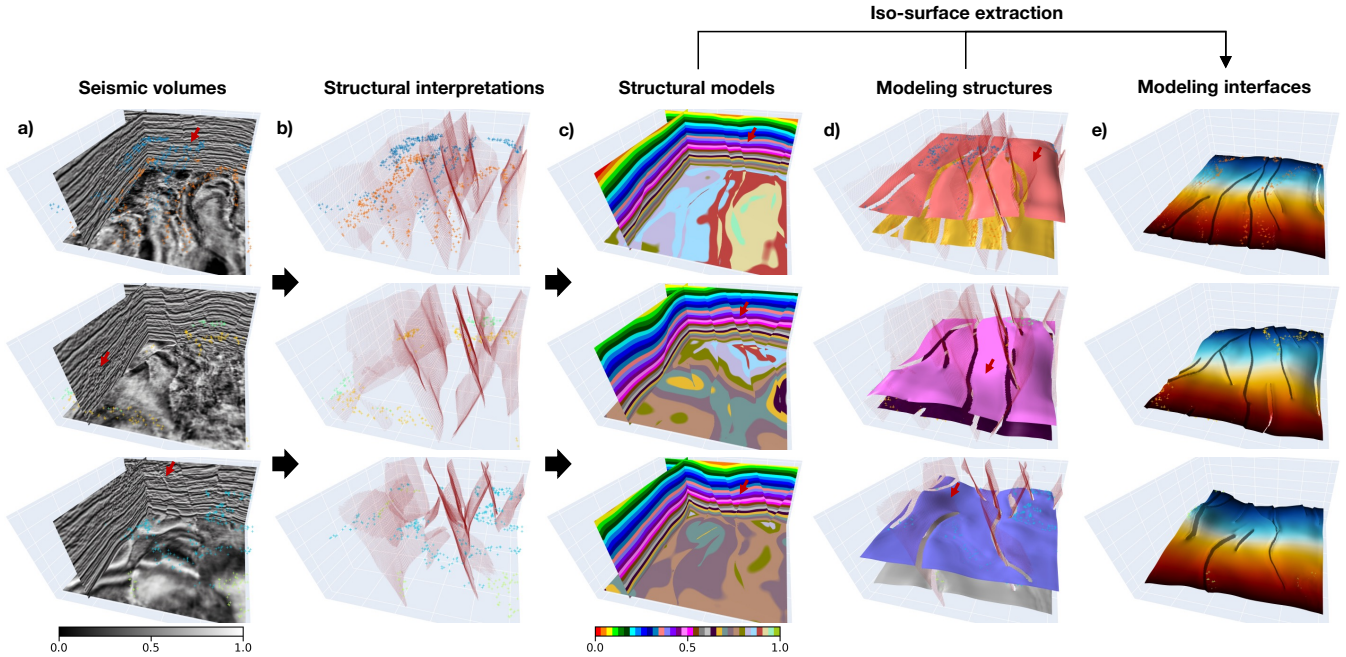 Iso-surface extraction
Seismic volumes
Structural interpretations
Structural models
Modeling structures
Modeling interfaces
a)
b)
c)
d)
e)
0.0
0.5
1.0
0.0
0.5
1.0